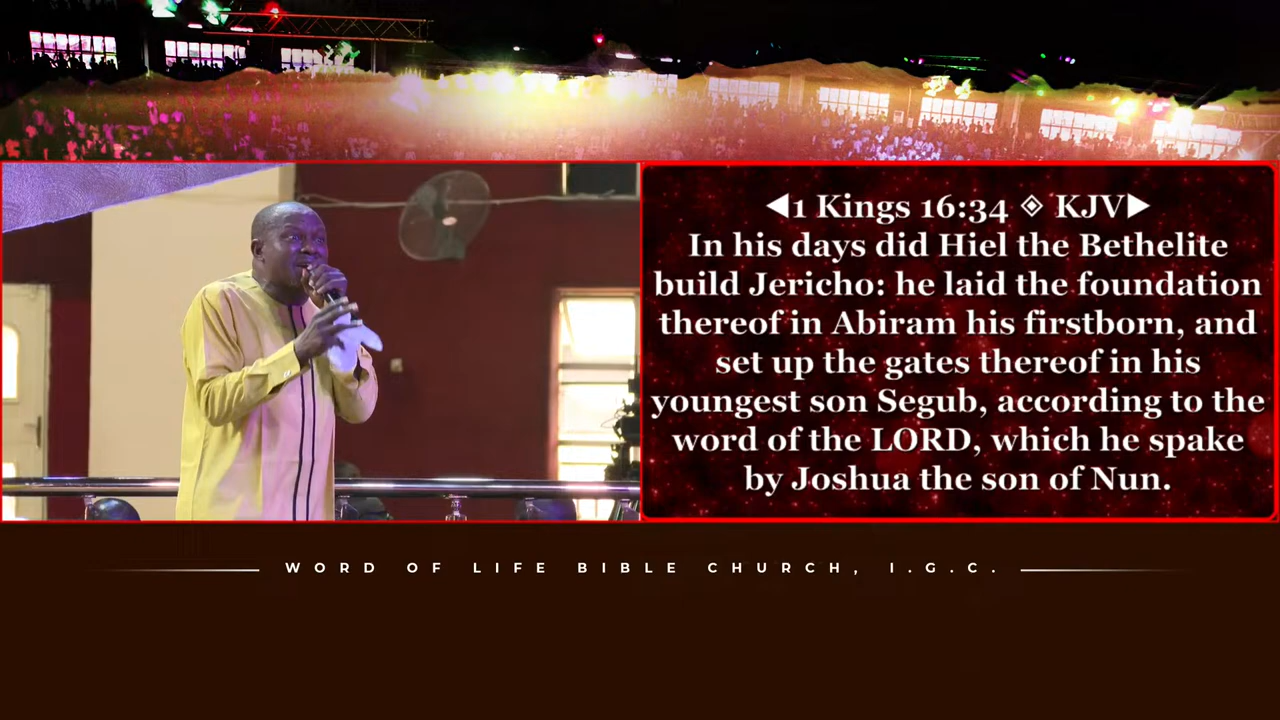 ◀1 Kings 16:34 ◈ KJV▶
In his days did Hiel the Bethelite
build Jericho: he laid the foundation
thereof in Abiram his firstborn, and
set up the gates thereof in his
youngest son Segub, according to the
word of the LORD, which he spake
by Joshua the son of Nun.
WORD OF LIFE BIBLE CHURCH, I.G.C.